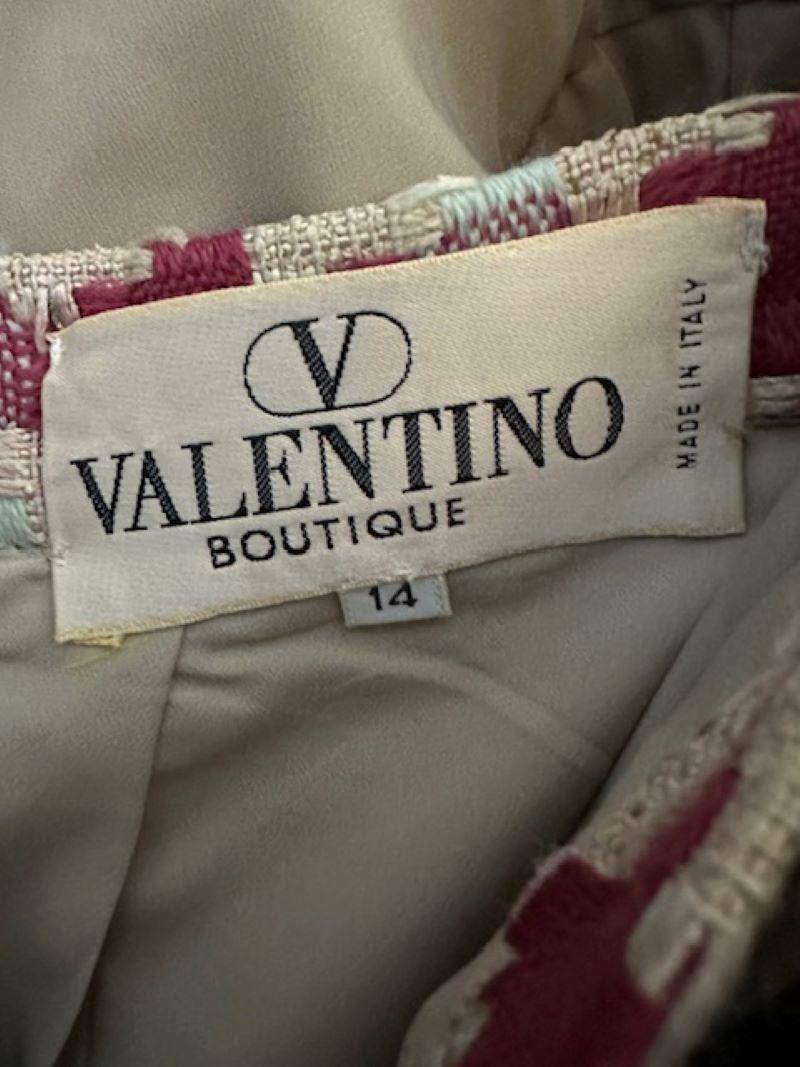 V
VALENTINO
BOUTIQUE
MADE IN ITALY
14